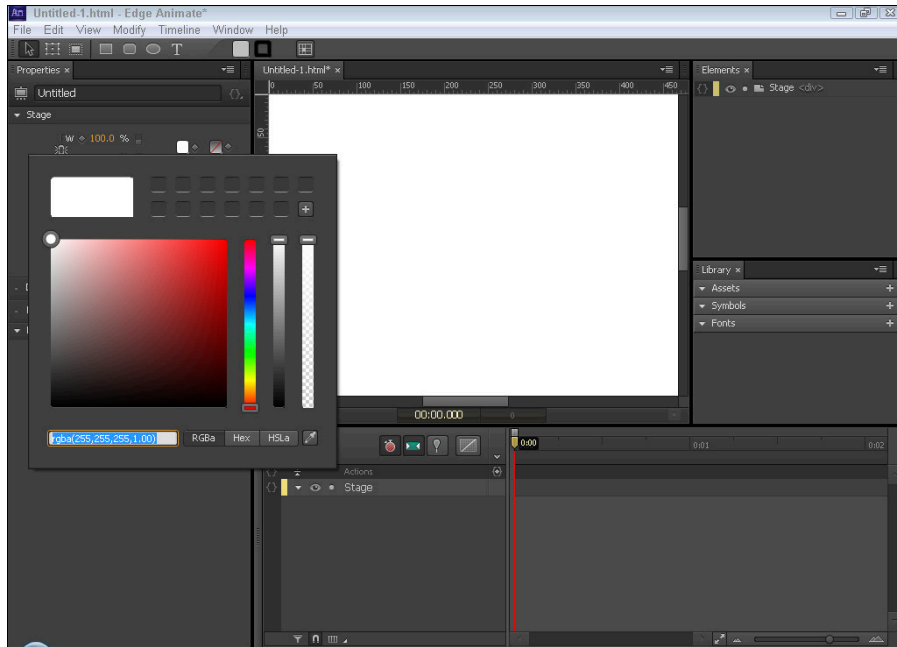 An Untitled-1.html - Edge Animate*
File Edit View Modify Timeline Window Help
T
Properties ×
Untitled-1.html* ×
Elements ×
Untitled
0 50 100 150 200 250 300 350 400 450
Stage <div>
Stage
50
W 100.0 %
Library ×
Assets
Symbols
Fonts
00:00.000 0
rgba(255,255,255,1.00) RGBa Hex HSLa
0:00 0:01 0:02
Actions
Stage